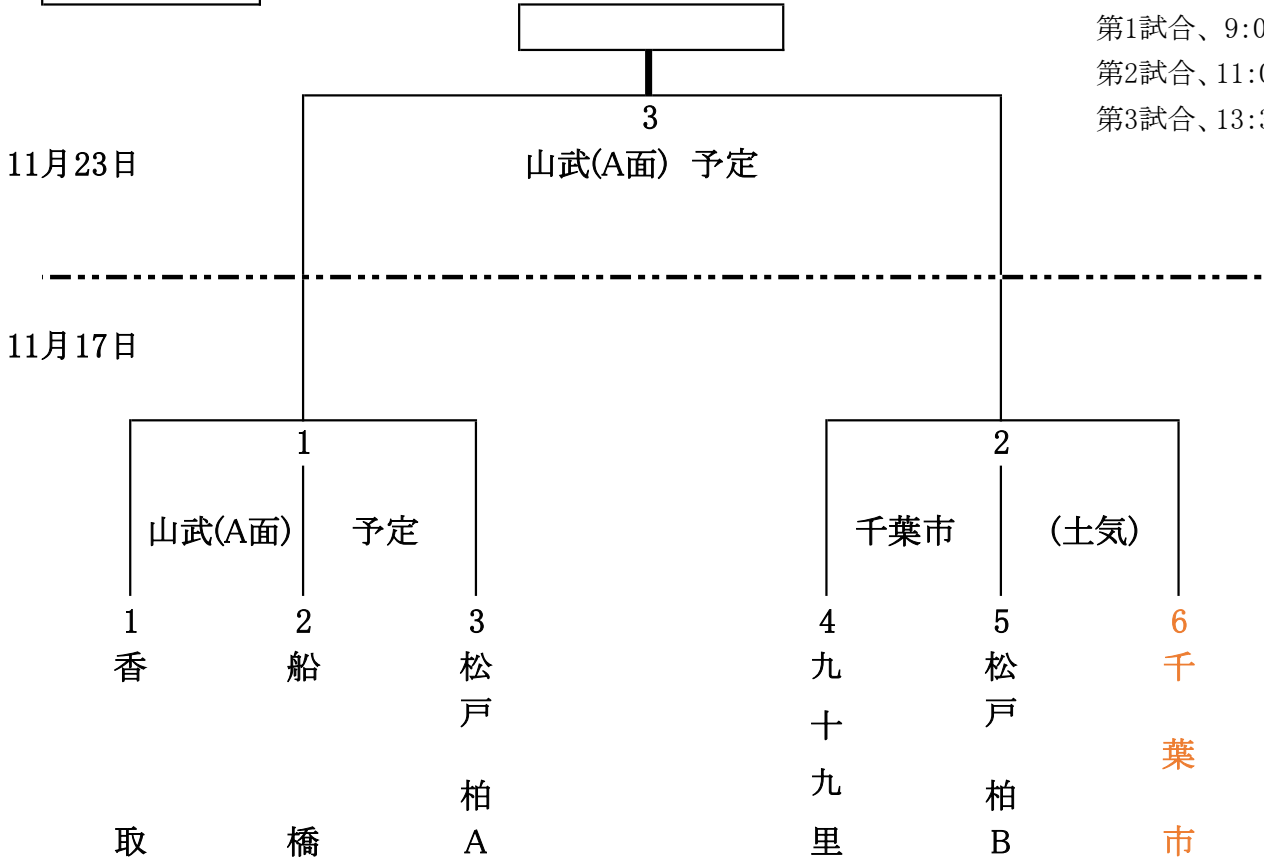 第1試合、9:0
第2試合、11:0
第3試合、13:3
3
11月23日
山武(A面) 予定
11月17日
1
2
山武(A面) 予定
千葉市 (土気)
1 2 3 4 5 6
香取
船橋
松戸柏A
九十九里
松戸柏B
千葉市